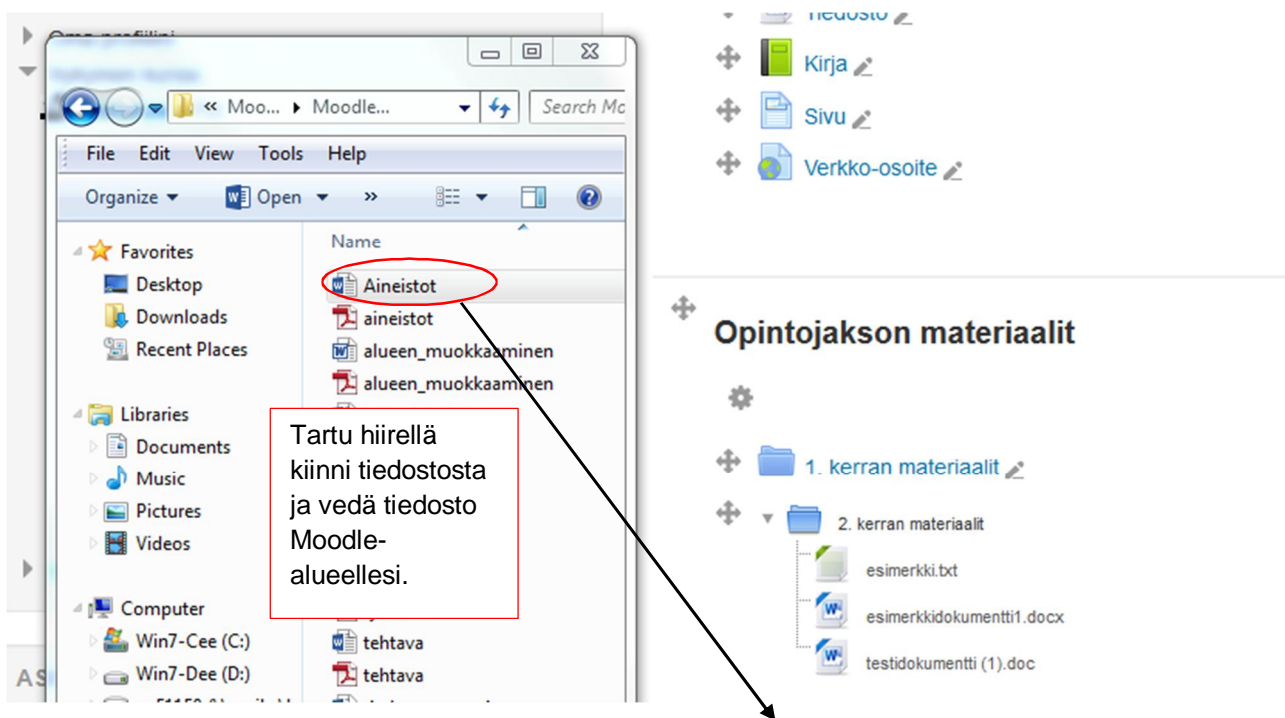 Oma profiilini
« Moo... Moodle...
Search Mo
File Edit View Tools Help
Organize Open »
Favorites
Desktop
Downloads
Recent Places
Libraries
Documents
Music
Pictures
Videos
Computer
Win7-Cee (C:)
Win7-Dee (D:)
Name
Aineistot
aineistot
alueen_muokkaaminen
alueen_muokkaaminen
tehtava
tehtava
Tartu hiirellä
kiinni tiedostosta
ja vedä tiedosto
Moodle-
alueellesi.
AS
Tiedosto
Kirja
Sivu
Verkko-osoite
Opintojakson materiaalit
1. kerran materiaalit
2. kerran materiaalit
esimerkki.txt
esimerkkidokumentti1.docx
testidokumentti (1).doc